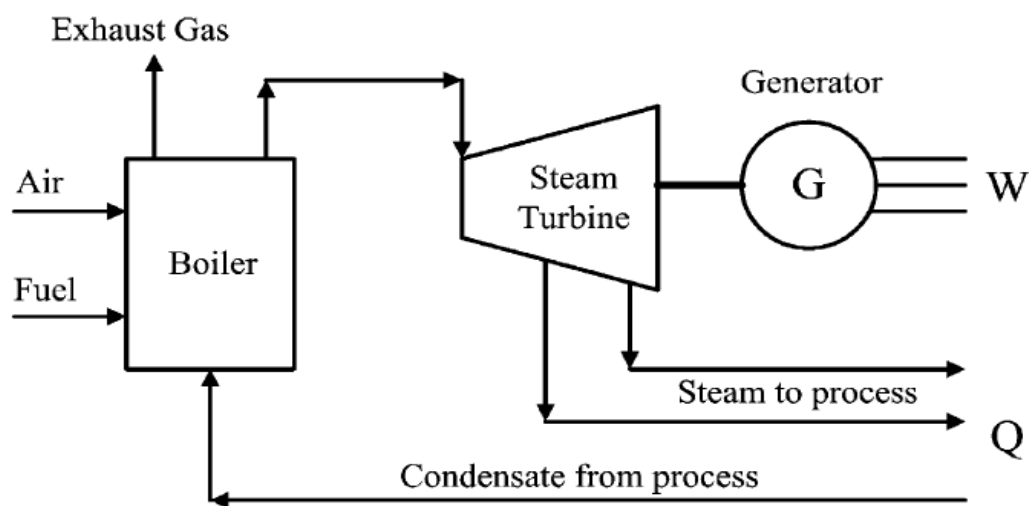 Exhaust Gas
Generator
Air
Steam
Turbine
G
W
Boiler
Fuel
Steam to process
Q
Condensate from process